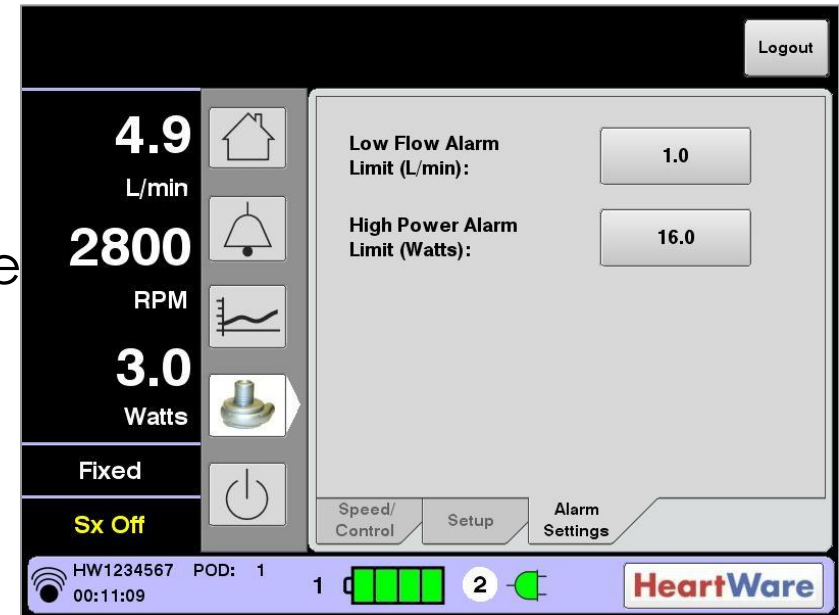 Logout
4.9
L/min
2800
RPM
3.0
Watts
Fixed
Sx Off
e
Low Flow Alarm
Limit (L/min):
1.0
High Power Alarm
Limit (Watts):
16.0
Speed/
Control
Setup
Alarm
Settings
HW1234567 POD: 1
00:11:09
1
2
HeartWare